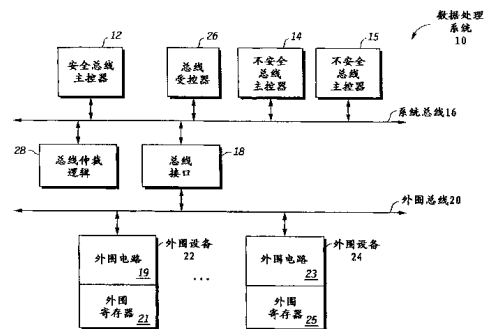 数据处理
系统
10
12
26
14
15
安全总线
主控器
总线
受控器
不安全
总线
主控器
不安全
总线
主控器
系统总线16
28
总线仲裁
逻辑
18
总线
接口
外围总线20
外围电路
19
外围
寄存器
21
外围设备
22
...
外围电路
23
外围
寄存器
25
外围设备
24